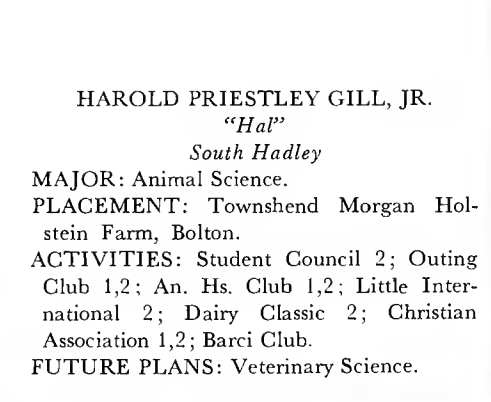 HAROLD PRIESTLEY GILL, JR.
"Hal"
South Hadley
MAJOR: Animal Science.
PLACEMENT: Townshend Morgan Hol-
stein Farm, Bolton.
ACTIVITIES: Student Council 2; Outing
Club 1,2; An. Hs. Club 1,2; Little Inter-
national 2; Dairy Classic 2; Christian
Association 1,2; Barci Club.
FUTURE PLANS: Veterinary Science.